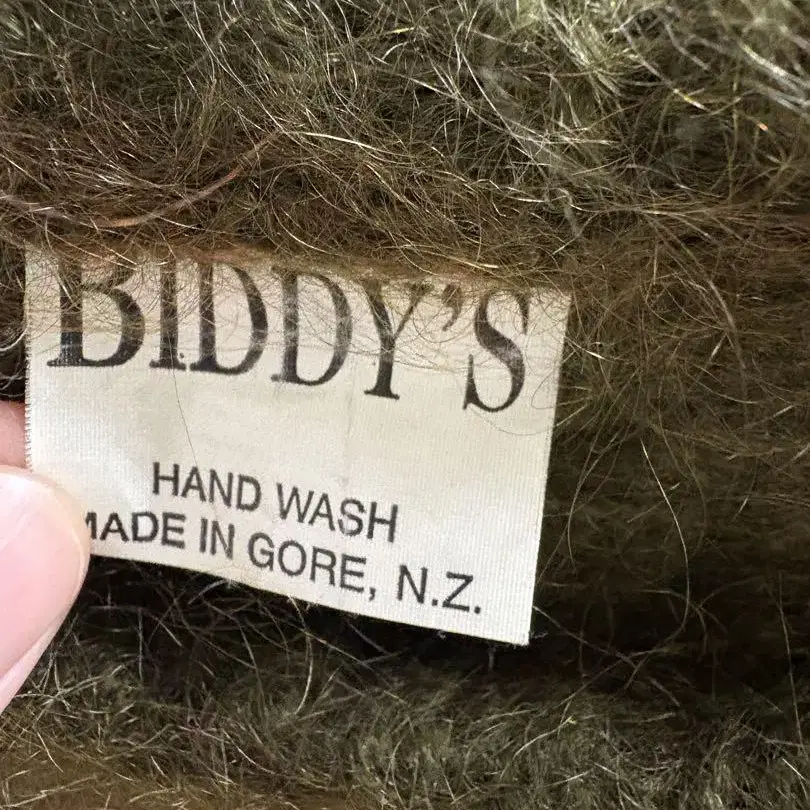 BIDDY'S
HAND WASH
MADE IN GORE, N.Z.